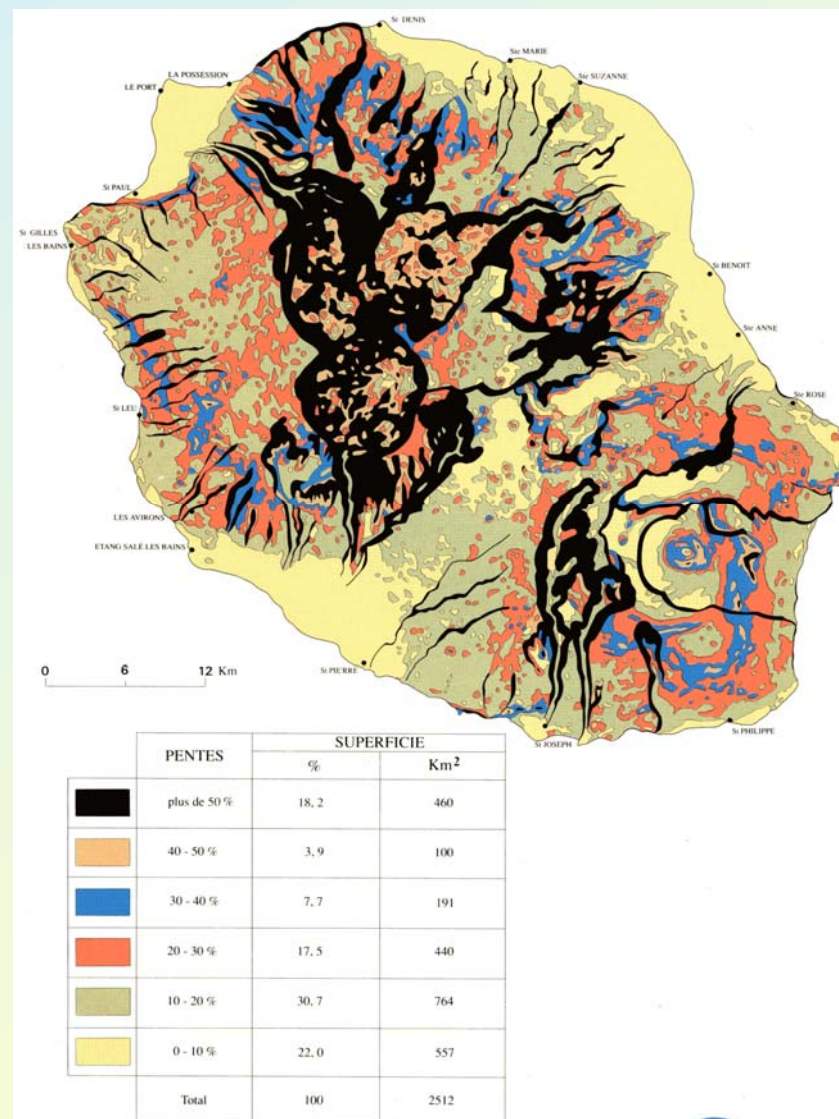 St DENIS
Ste MARIE
LA POSSESSION
Ste SUZANNE
LE PORT
St PAUL
St GILLES
LES BAINS
St BENOIT
Ste ANNE
Ste ROSE
St LEU
LES AVIRONS
ETANG SALÉ LES BAINS
0 6 12 Km
St PIERRE
St JOSEPH
St PHILIPPE
PENTES SUPERFICIE
% Km²
plus de 50 % 18, 2 460
40 - 50 % 3, 9 100
30 - 40 % 7, 7 191
20 - 30 % 17, 5 440
10 - 20 % 30, 7 764
0 - 10 % 22, 0 557
Total 100 2512